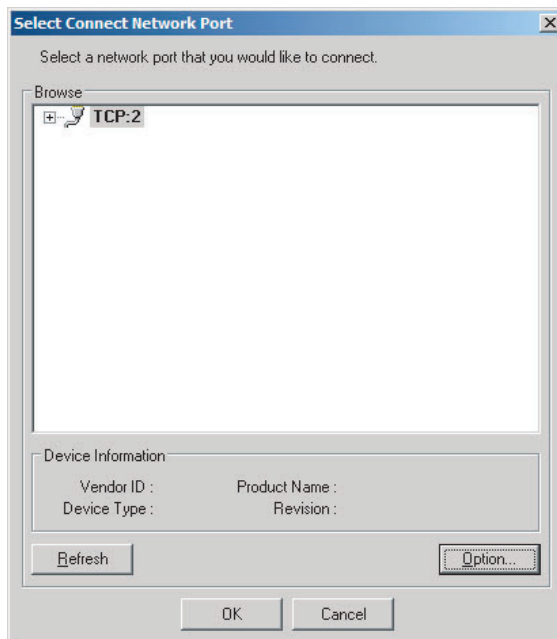 Select Connect Network Port
Select a network port that you would like to connect.
Browse
TCP:2
Device Information
Vendor ID : Product Name :
Device Type : Revision :
Refresh Option...
OK Cancel